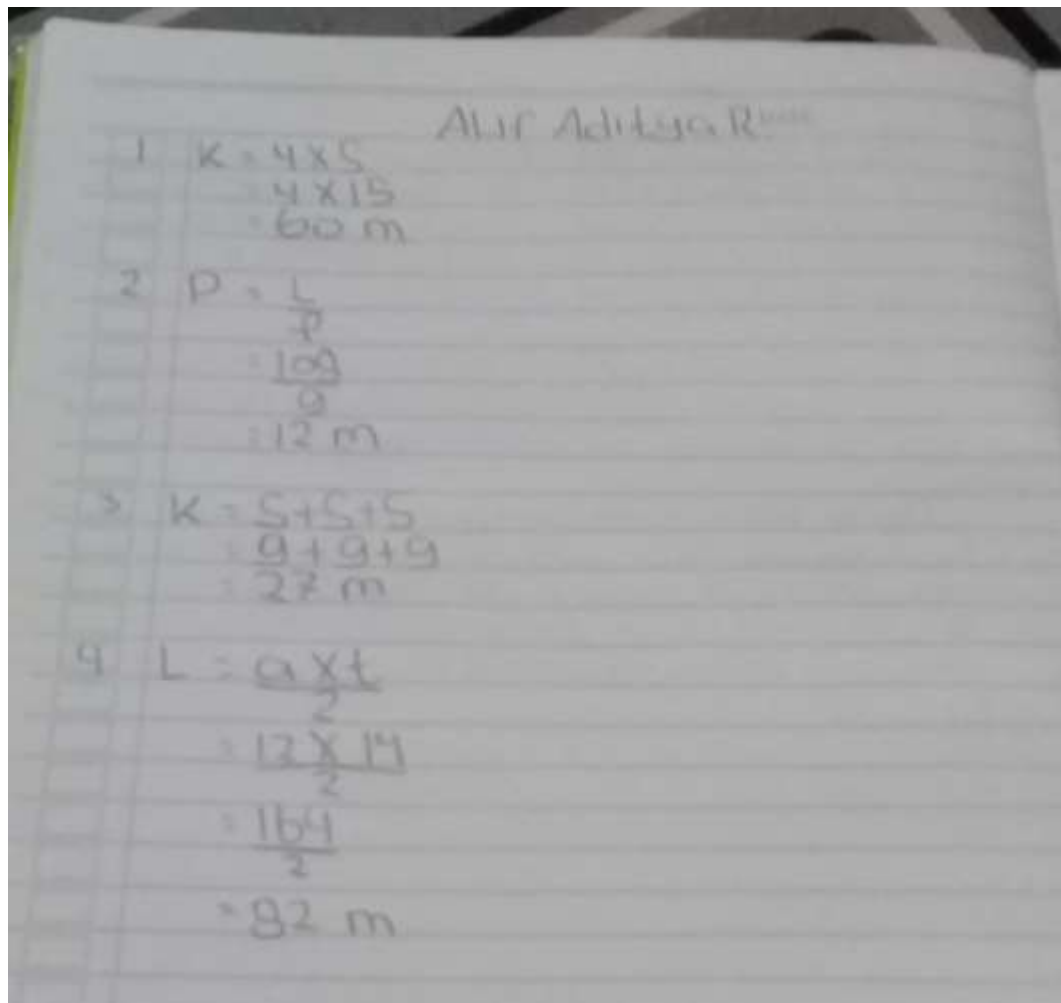 Alif Aditya R
1 K = 4 X S
= 4 X 15
= 60 m
2 P = L
P
= 108
9
= 12 m
3 K = S+S+S
= 9+9+9
= 27 m
4 L = a x t
2
= 12 X 14
2
= 164
2
= 82 m